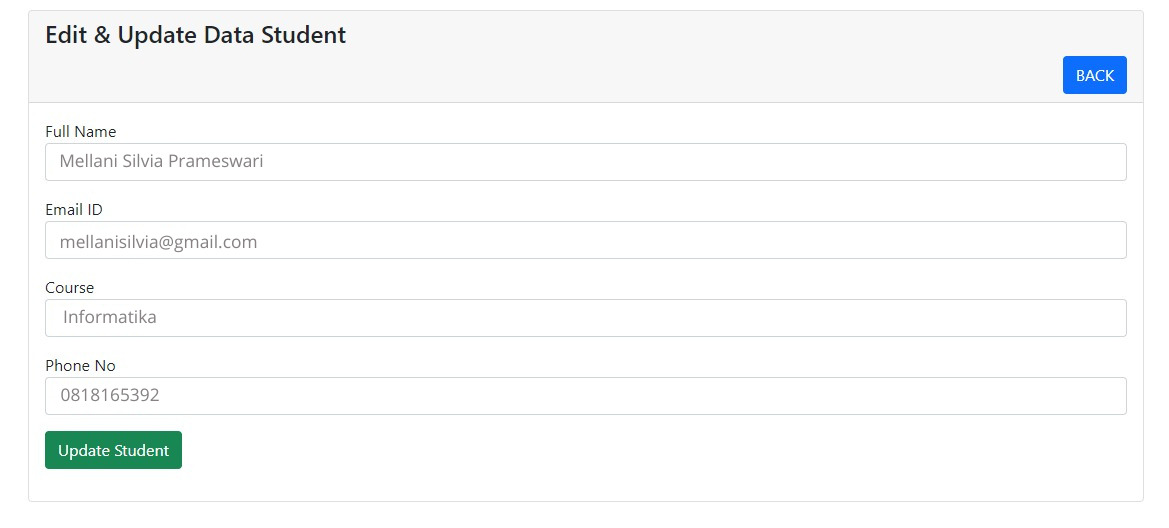 Edit & Update Data Student
BACK
Full Name
Mellani Silvia Prameswari
Email ID
mellanisilvia@gmail.com
Course
Informatika
Phone No
0818165392
Update Student